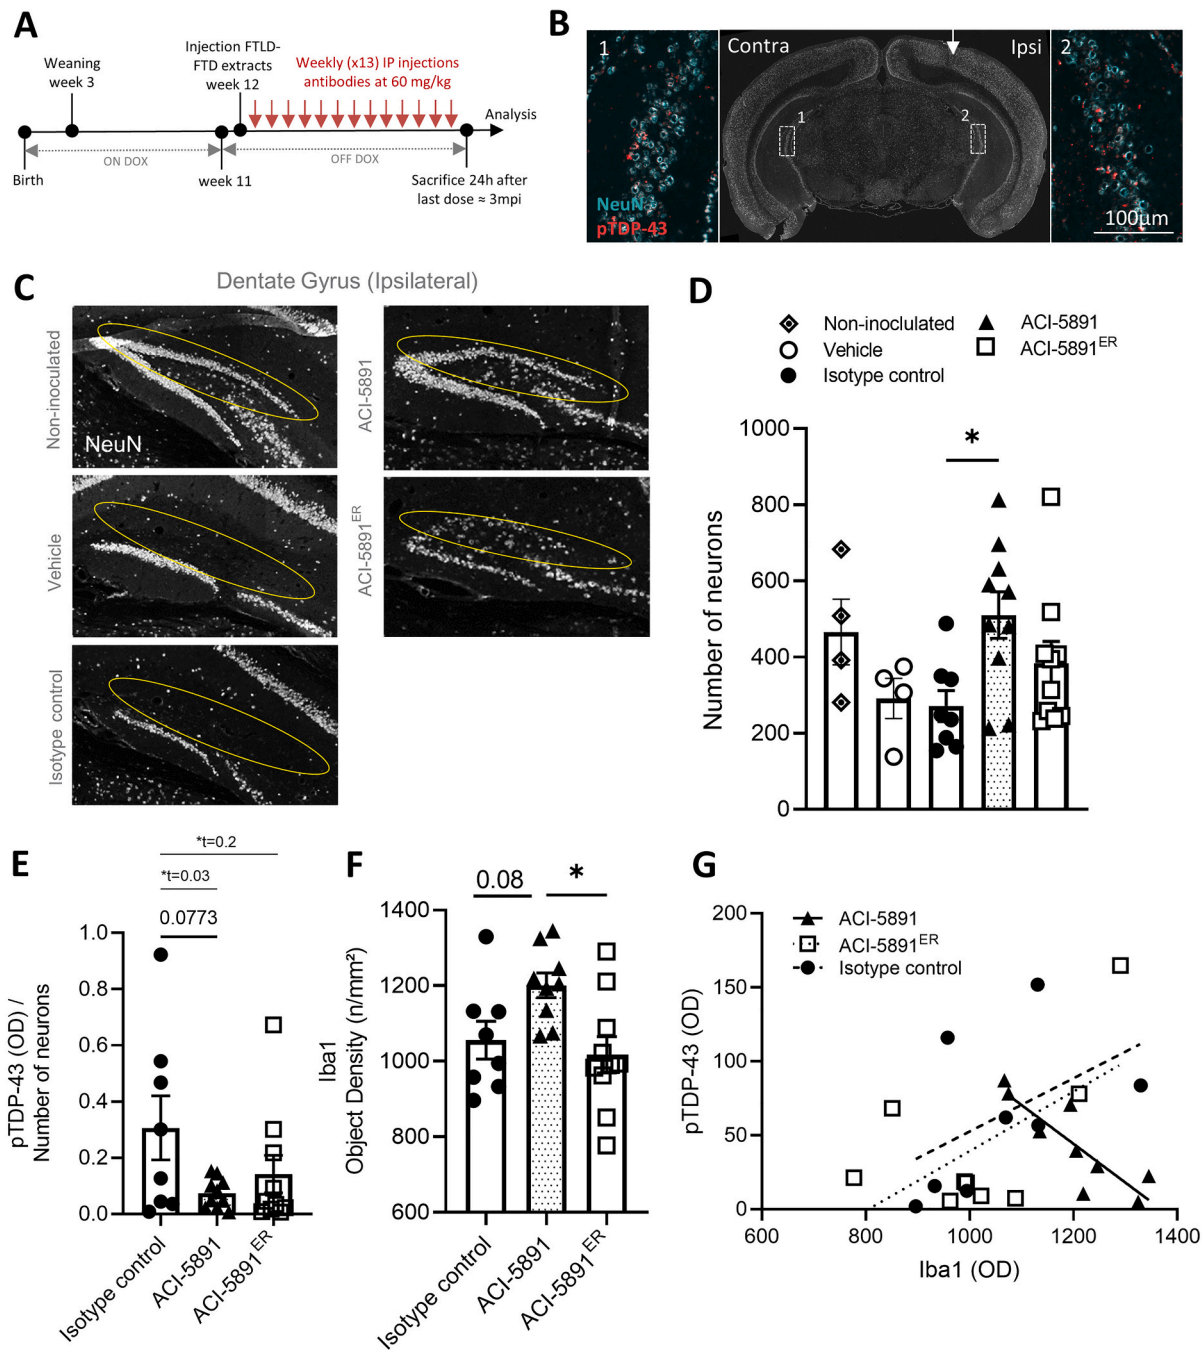 A
Weaning
week 3
Injection FTLD-
FTD extracts
week 12
Weekly (x13) IP injections
antibodies at 60 mg/kg
Analysis
ON DOX
OFF DOX
Birth
week 11
Sacrifice 24h after
last dose ≈ 3mpi
B
1
Contra
Ipsi
2
1
2
NeuN
pTDP-43
100µm
C
Dentate Gyrus (Ipsilateral)
Non-inoculated
NeuN
ACI-5891
Vehicle
ACI-5891ER
Isotype control
D
Non-inoculated
Vehicle
Isotype control
ACI-5891
ACI-5891ER
*
Number of neurons
1000
800
600
400
200
0
E
*t=0.2
*t=0.03
0.0773
pTDP-43 (OD) /
Number of neurons
1.0
0.8
0.6
0.4
0.2
0.0
Isotype control
ACI-5891
ACI-5891ER
F
0.08
*
Iba1
Object Density (n/mm²)
1400
1200
1000
800
600
Isotype control
ACI-5891
ACI-5891ER
G
ACI-5891
ACI-5891ER
Isotype control
pTDP-43 (OD)
200
150
100
50
0
600
800
1000
1200
1400
Iba1 (OD)